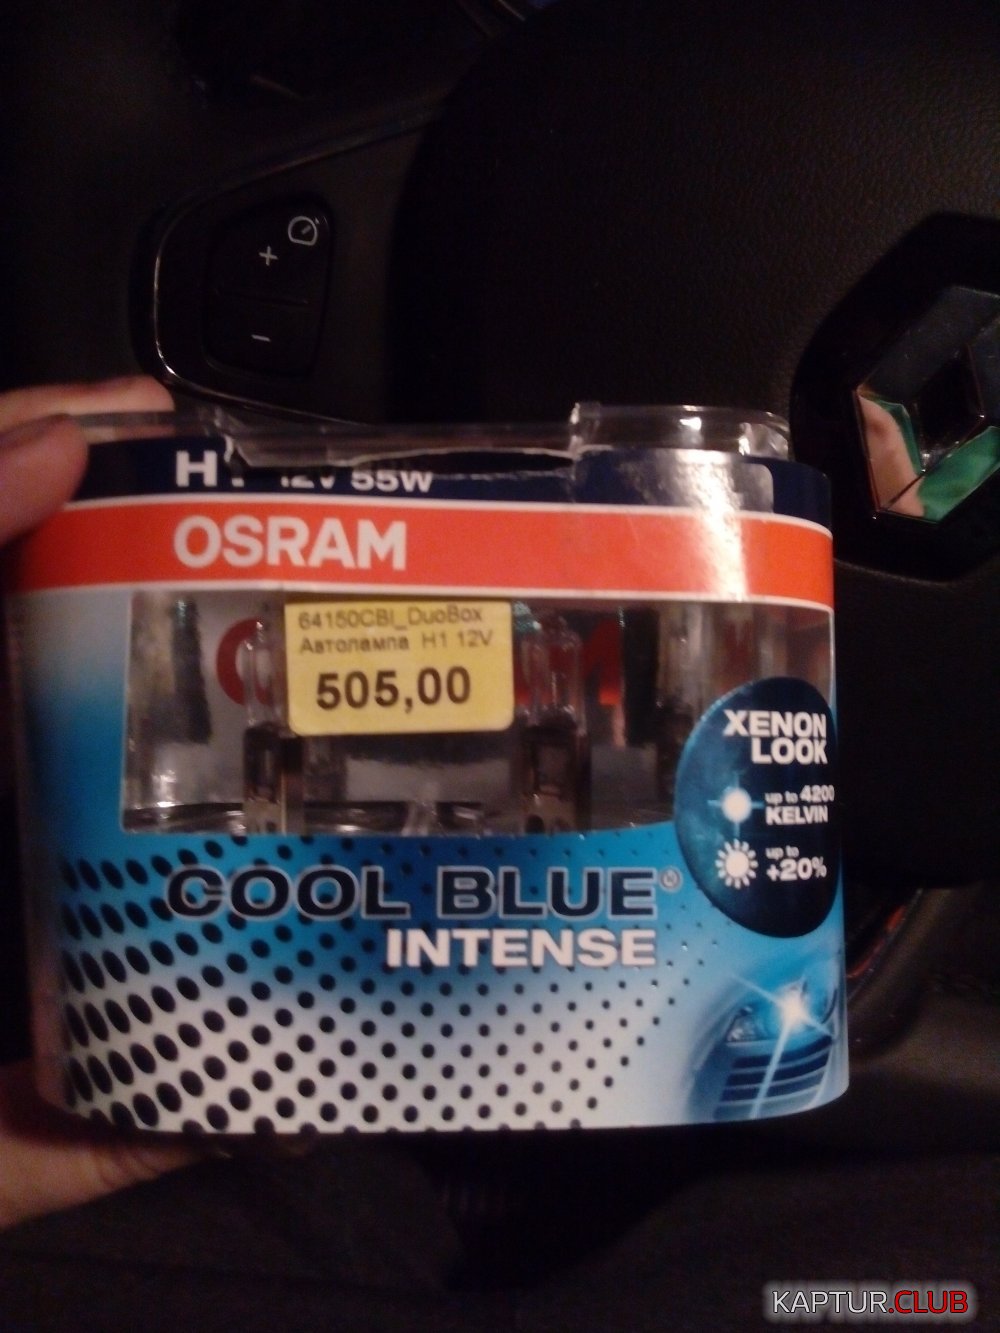 H1 12V 55W
OSRAM
64150CBI_DuoBox
Автолампа H1 12V
505,00
XENON
LOOK
up to 4200
KELVIN
up to
+20%
COOL BLUE®
INTENSE
KAPTUR.CLUB